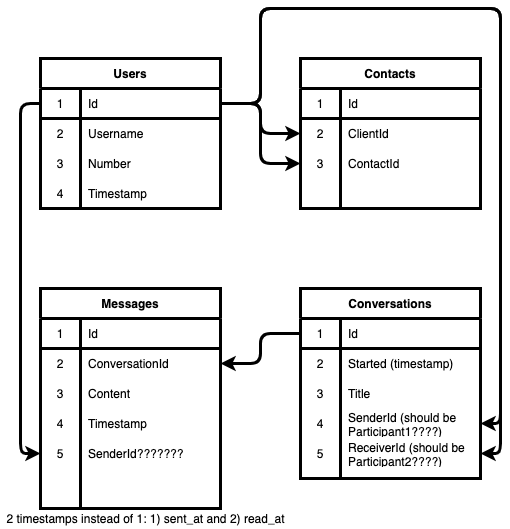 Users
1 Id
2 Username
3 Number
4 Timestamp
Contacts
1 Id
2 ClientId
3 ContactId
Messages
1 Id
2 ConversationId
3 Content
4 Timestamp
5 SenderId???????
Conversations
1 Id
2 Started (timestamp)
3 Title
4 SenderId (should be
Participant1????)
5 ReceiverId (should be
Participant2????)
2 timestamps instead of 1: 1) sent_at and 2) read_at